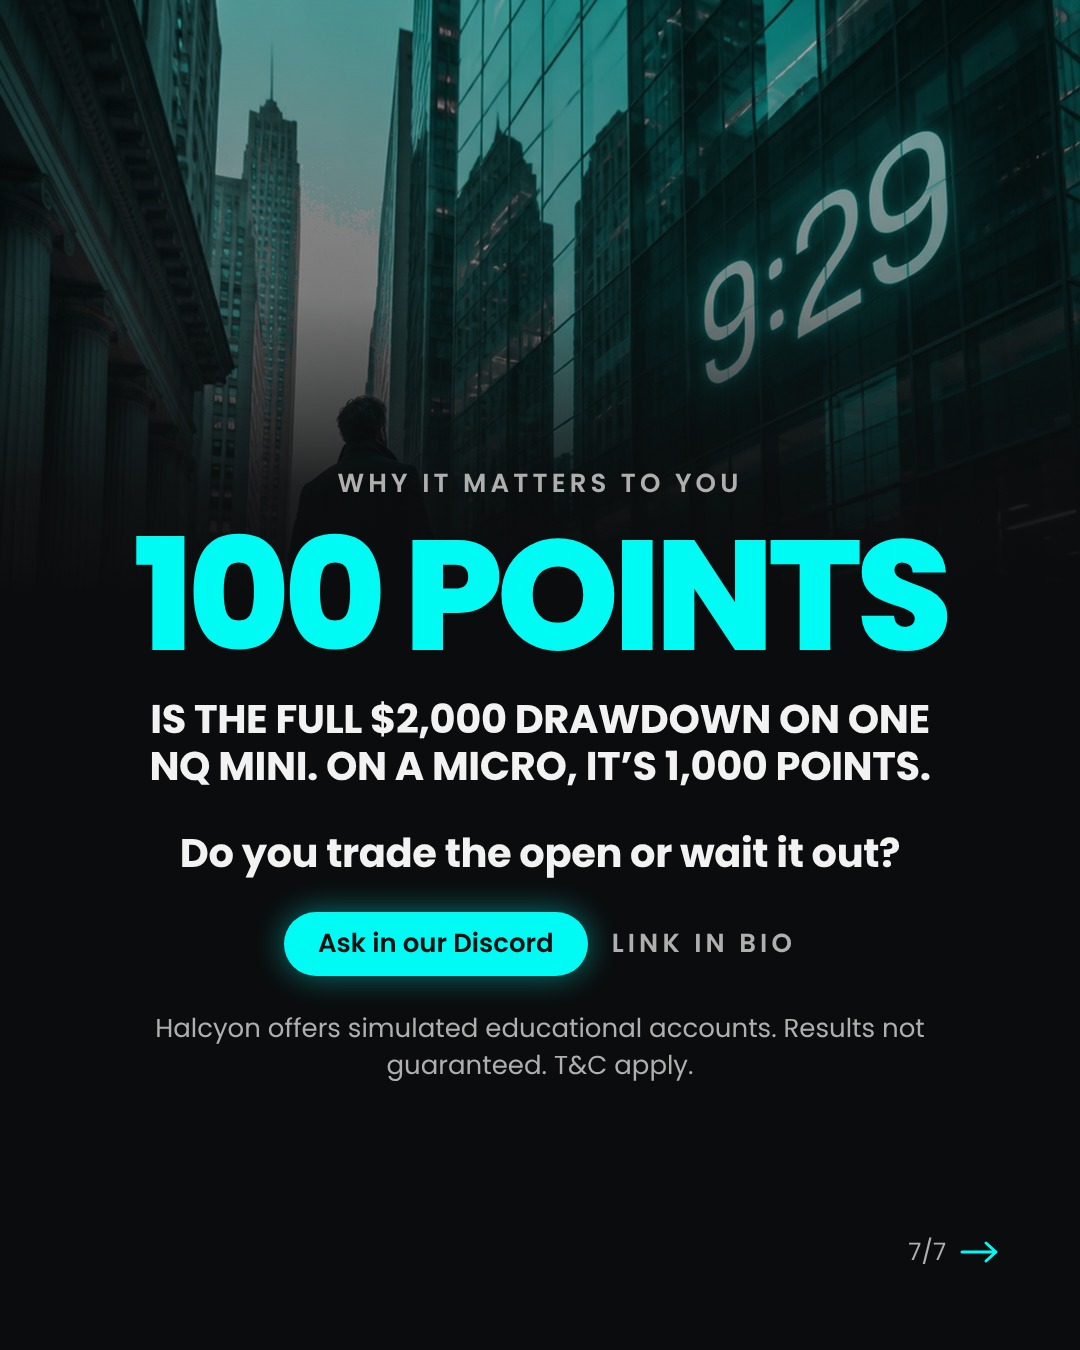 9:29
WHY IT MATTERS TO YOU
100 POINTS
IS THE FULL $2,000 DRAWDOWN ON ONE
NQ MINI. ON A MICRO, IT’S 1,000 POINTS.
Do you trade the open or wait it out?
Ask in our Discord LINK IN BIO
Halcyon offers simulated educational accounts. Results not
guaranteed. T&C apply.
7/7 →